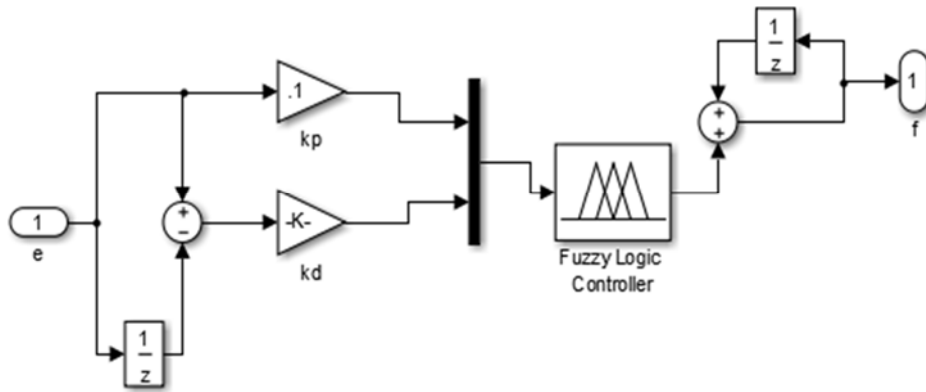 1
z
.1
kp
+
+
1
f
1
e
+
−
-K-
kd
Fuzzy Logic
Controller
1
z